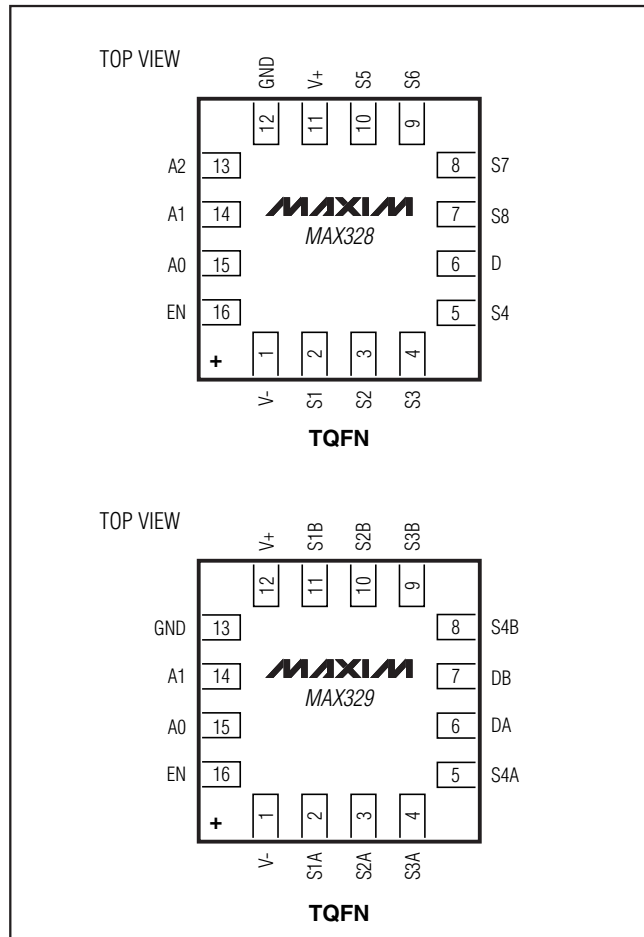 TOP VIEW
GND V+ S5 S6
12 11 10 9
A2 13 8 S7
A1 14 MAXIM 7 S8
MAX328
A0 15 6 D
EN 16 5 S4
+ 1 2 3 4
V- S1 S2 S3
TQFN
TOP VIEW
V+ S1B S2B S3B
12 11 10 9
GND 13 8 S4B
A1 14 MAXIM 7 DB
MAX329
A0 15 6 DA
EN 16 5 S4A
+ 1 2 3 4
V- S1A S2A S3A
TQFN